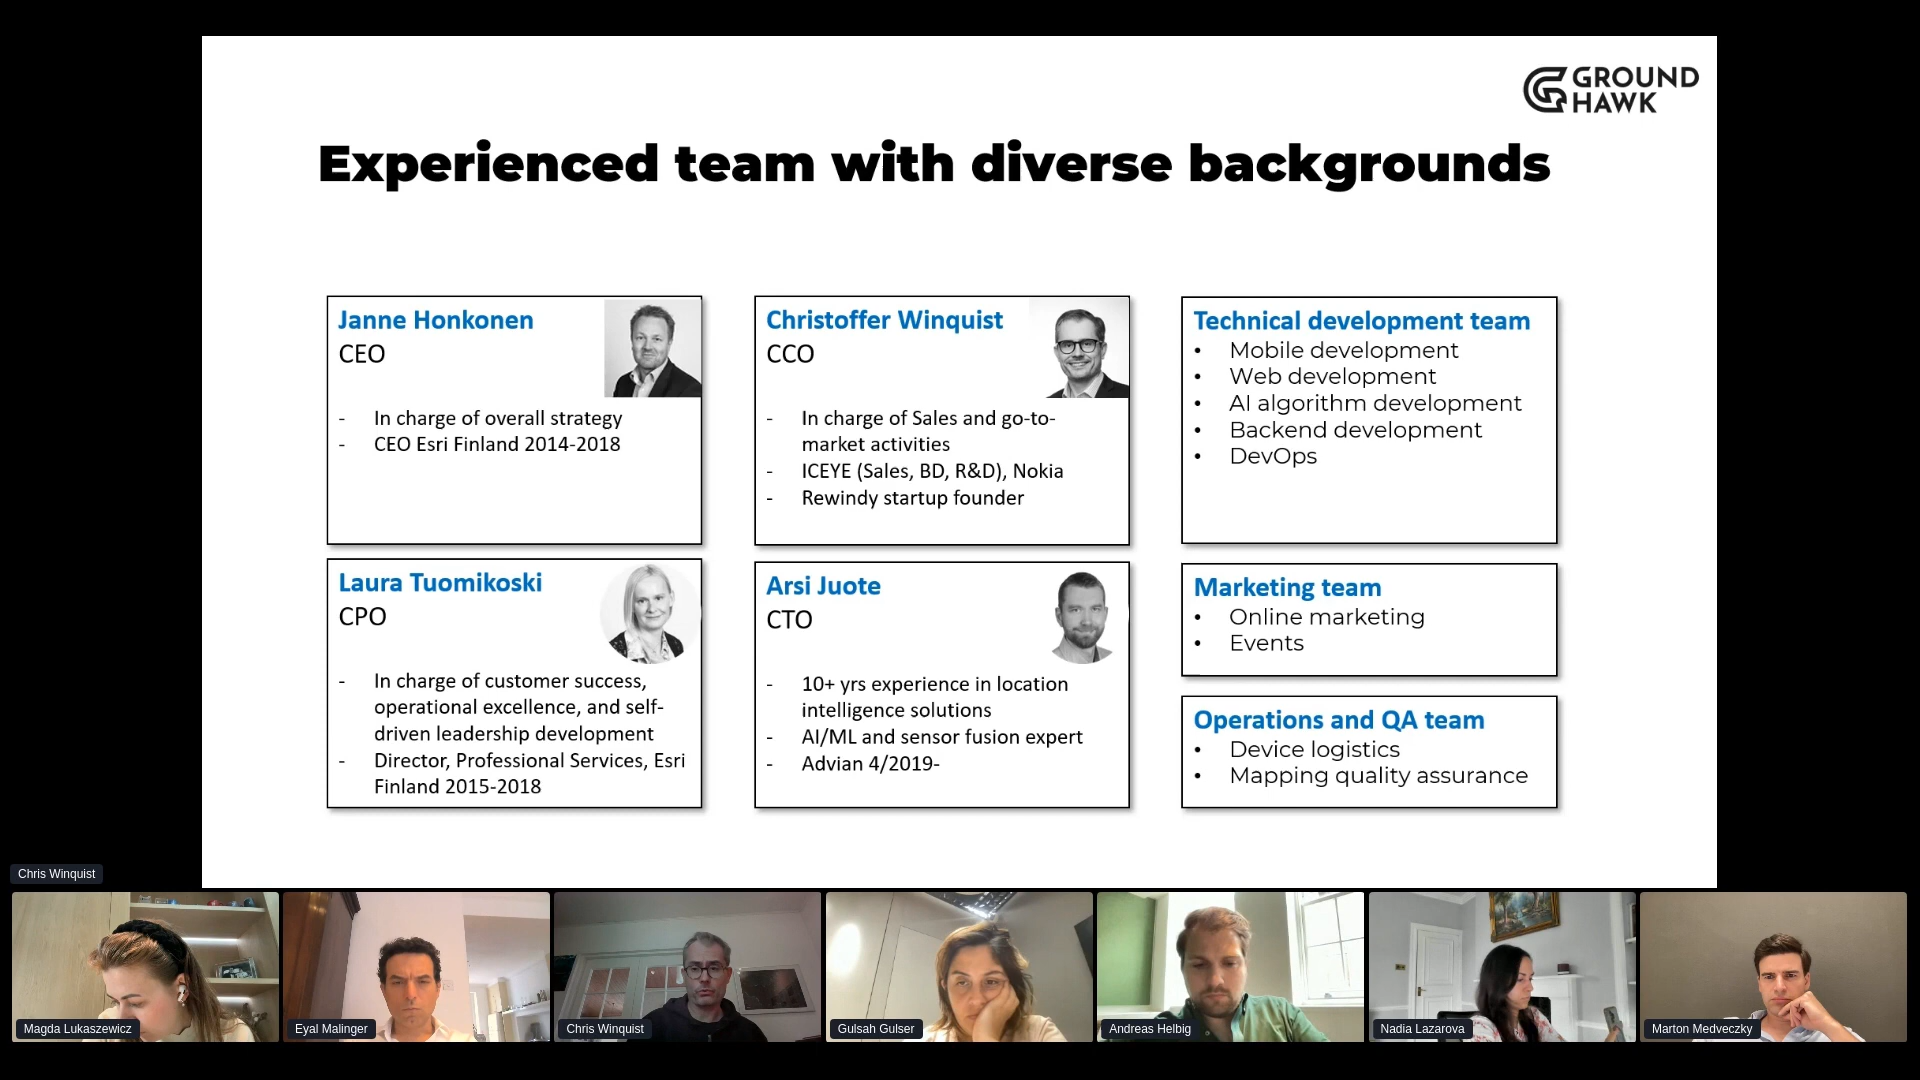 GROUND
HAWK
Experienced team with diverse backgrounds
Janne Honkonen
CEO
- In charge of overall strategy
- CEO Esri Finland 2014-2018
Christoffer Winquist
CCO
- In charge of Sales and go-to-
market activities
- ICEYE (Sales, BD, R&D), Nokia
- Rewindy startup founder
Technical development team
• Mobile development
• Web development
• AI algorithm development
• Backend development
• DevOps
Laura Tuomikoski
CPO
- In charge of customer success,
operational excellence, and self-
driven leadership development
- Director, Professional Services, Esri
Finland 2015-2018
Arsi Juote
CTO
- 10+ yrs experience in location
intelligence solutions
- AI/ML and sensor fusion expert
- Advian 4/2019-
Marketing team
• Online marketing
• Events
Operations and QA team
• Device logistics
• Mapping quality assurance
Chris Winquist
Magda Lukaszewicz
Eyal Malinger
Chris Winquist
Gulsah Gulser
Andreas Helbig
Nadia Lazarova
Marton Medveczky